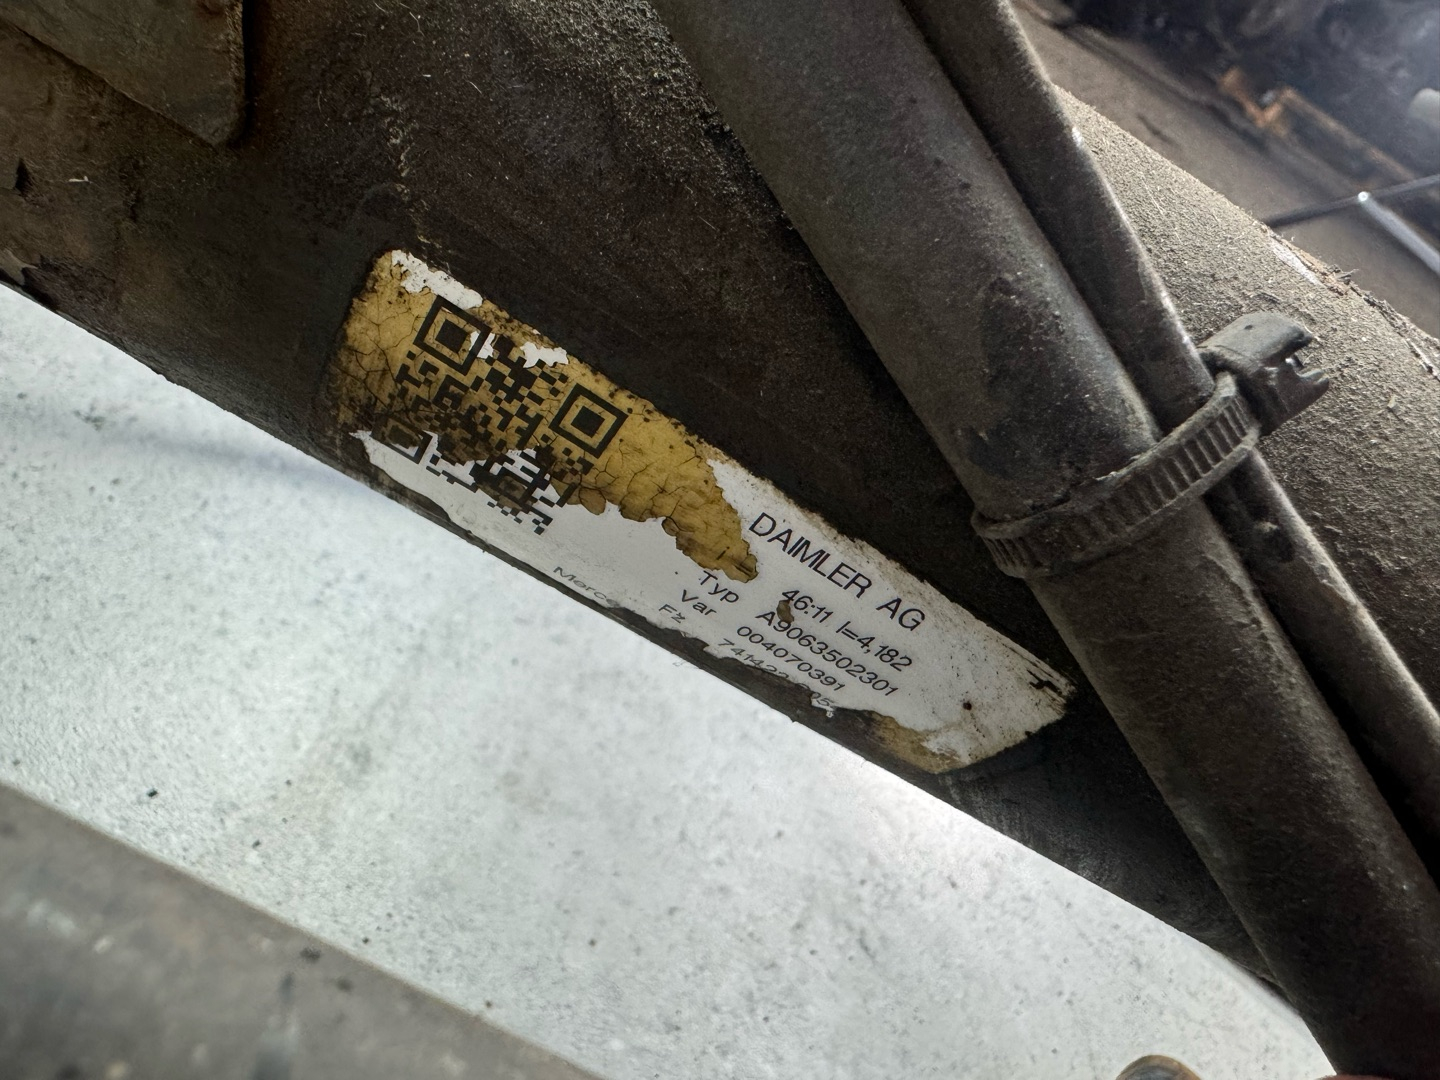 DAIMLER AG
i= 46:11 i=4,182
Typ A9063502301
Var 004070391
Fz